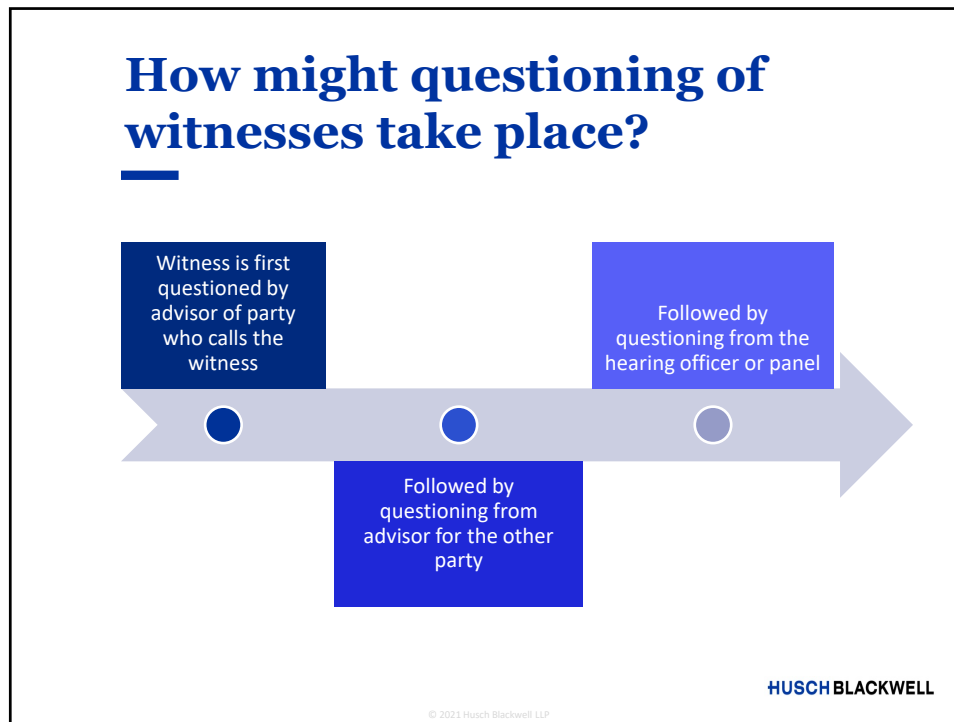 How might questioning of
witnesses take place?
Witness is first
questioned by
advisor of party
who calls the
witness
Followed by
questioning from
advisor for the other
party
Followed by
questioning from the
hearing officer or panel
HUSCH BLACKWELL
© 2021 Husch Blackwell LLP